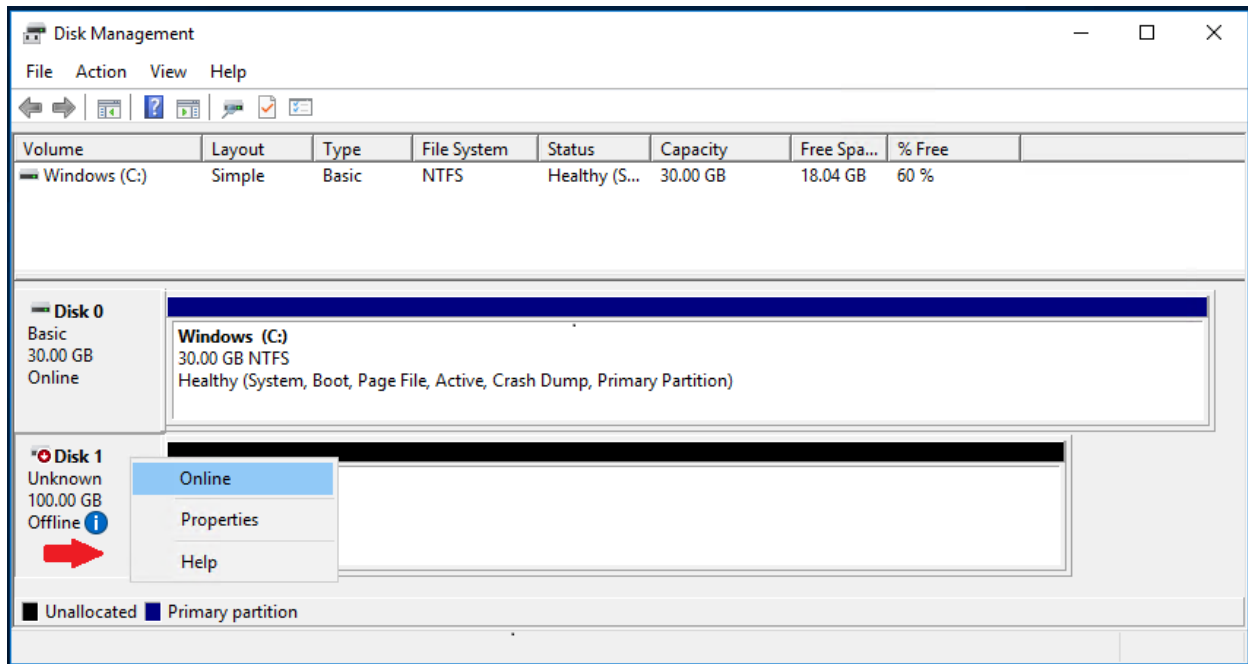 Disk Management
File Action View Help
Volume Layout Type File System Status Capacity Free Spa... % Free
Windows (C:) Simple Basic NTFS Healthy (S... 30.00 GB 18.04 GB 60 %
Disk 0
Basic
30.00 GB
Online
Windows (C:)
30.00 GB NTFS
Healthy (System, Boot, Page File, Active, Crash Dump, Primary Partition)
Disk 1
Unknown
100.00 GB
Offline
Online
Properties
Help
Unallocated Primary partition